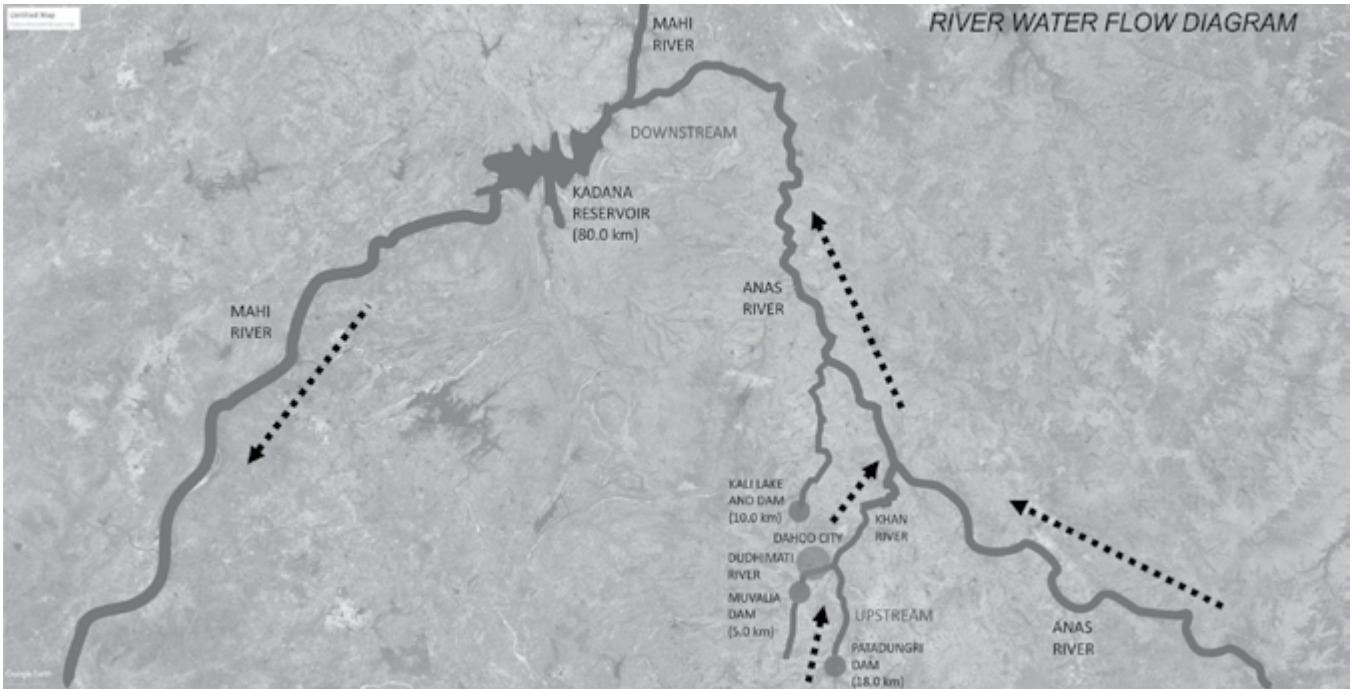 Untitled Map
MAHI
RIVER
RIVER WATER FLOW DIAGRAM
DOWNSTREAM
KADANA
RESERVOIR
(80.0 km)
MAHI
RIVER
ANAS
RIVER
KALI LAKE
AND DAM
(10.0 km)
KHAN
RIVER
DAHOD CITY
DUDHIMATI
RIVER
MUVALIA
DAM
(5.0 km)
UPSTREAM
ANAS
RIVER
PATADUNGRI
DAM
(18.0 km)
Google Earth